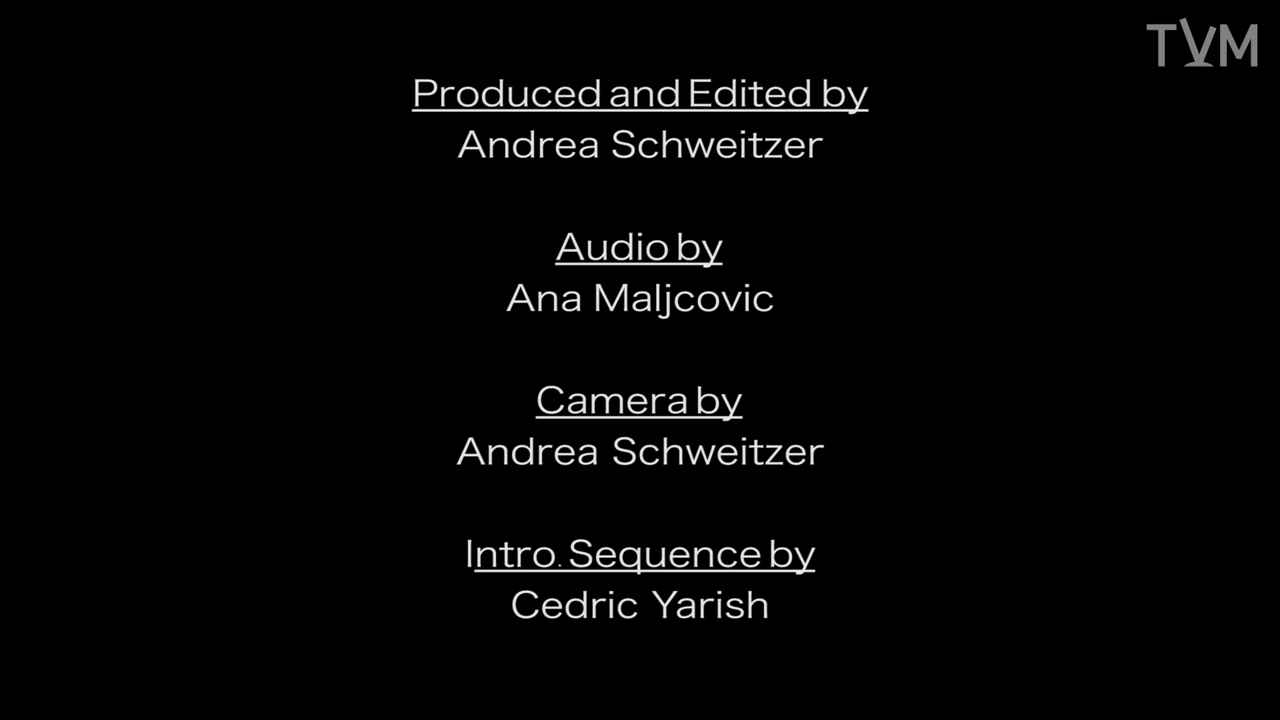 TVM
Produced and Edited by
Andrea Schweitzer
Audio by
Ana Maljcovic
Camera by
Andrea Schweitzer
Intro. Sequence by
Cedric Yarish